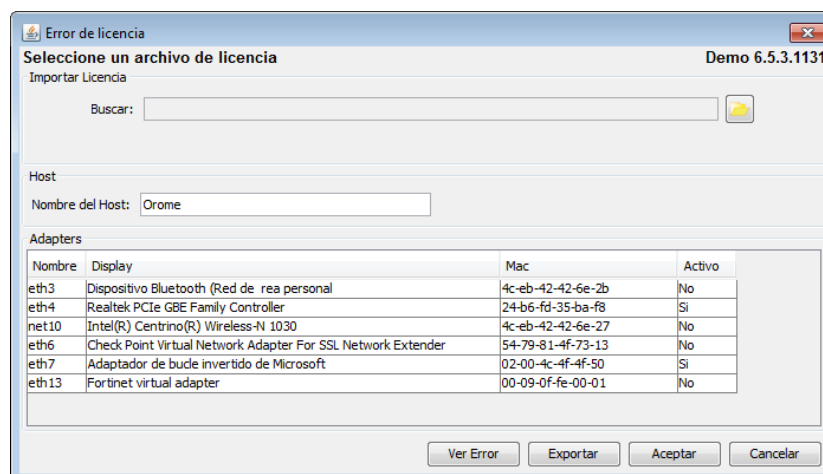 Error de licencia
Seleccione un archivo de licencia Demo 6.5.3.1131
Importar Licencia
Buscar:
Host
Nombre del Host: Orome
Adapters
Nombre Display Mac Activo
eth3 Dispositivo Bluetooth (Red de rea personal 4c-eb-42-42-6e-2b No
eth4 Realtek PCIe GBE Family Controller 24-b6-fd-35-ba-f8 Si
net10 Intel(R) Centrino(R) Wireless-N 1030 4c-eb-42-42-6e-27 No
eth6 Check Point Virtual Network Adapter For SSL Network Extender 54-79-81-4f-73-13 No
eth7 Adaptador de bucle invertido de Microsoft 02-00-4c-4f-4f-50 Si
eth13 Fortinet virtual adapter 00-09-0f-fe-00-01 No
Ver Error Exportar Aceptar Cancelar